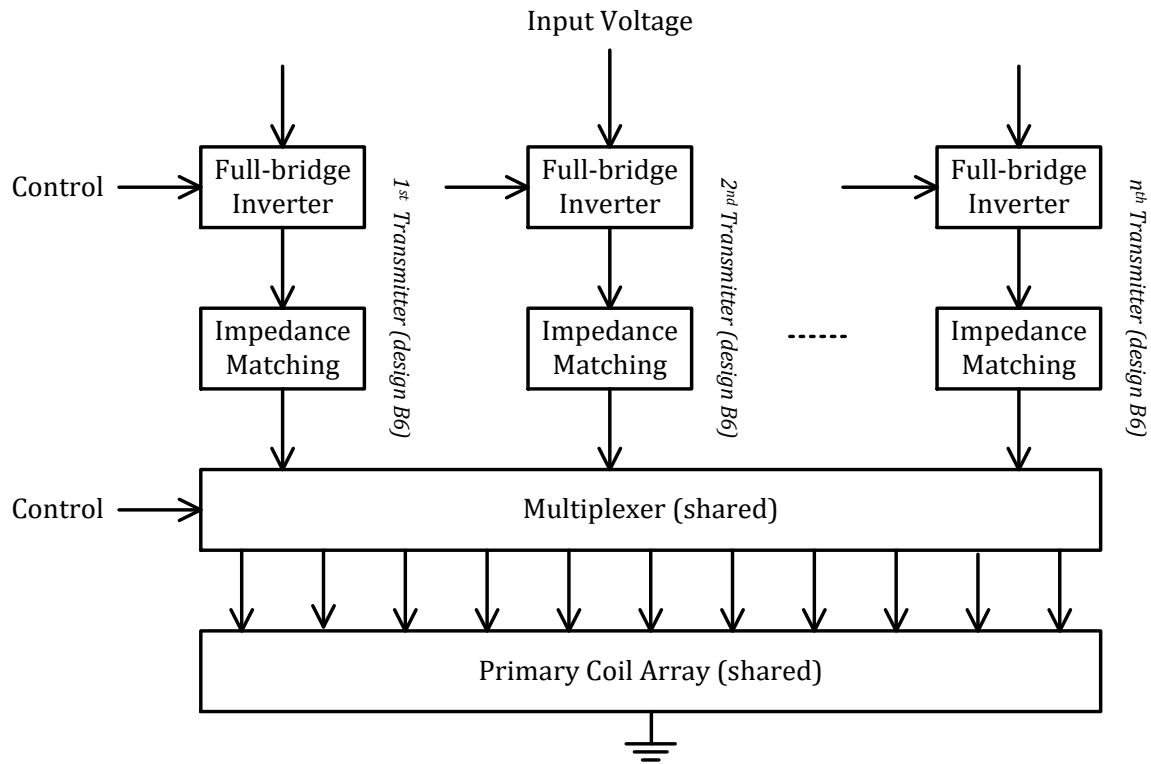 Input Voltage
Control
Full-bridge
Inverter
1st Transmitter (design B6)
Full-bridge
Inverter
2nd Transmitter (design B6)
Full-bridge
Inverter
nth Transmitter (design B6)
Impedance
Matching
Impedance
Matching
Impedance
Matching
Control
Multiplexer (shared)
Primary Coil Array (shared)